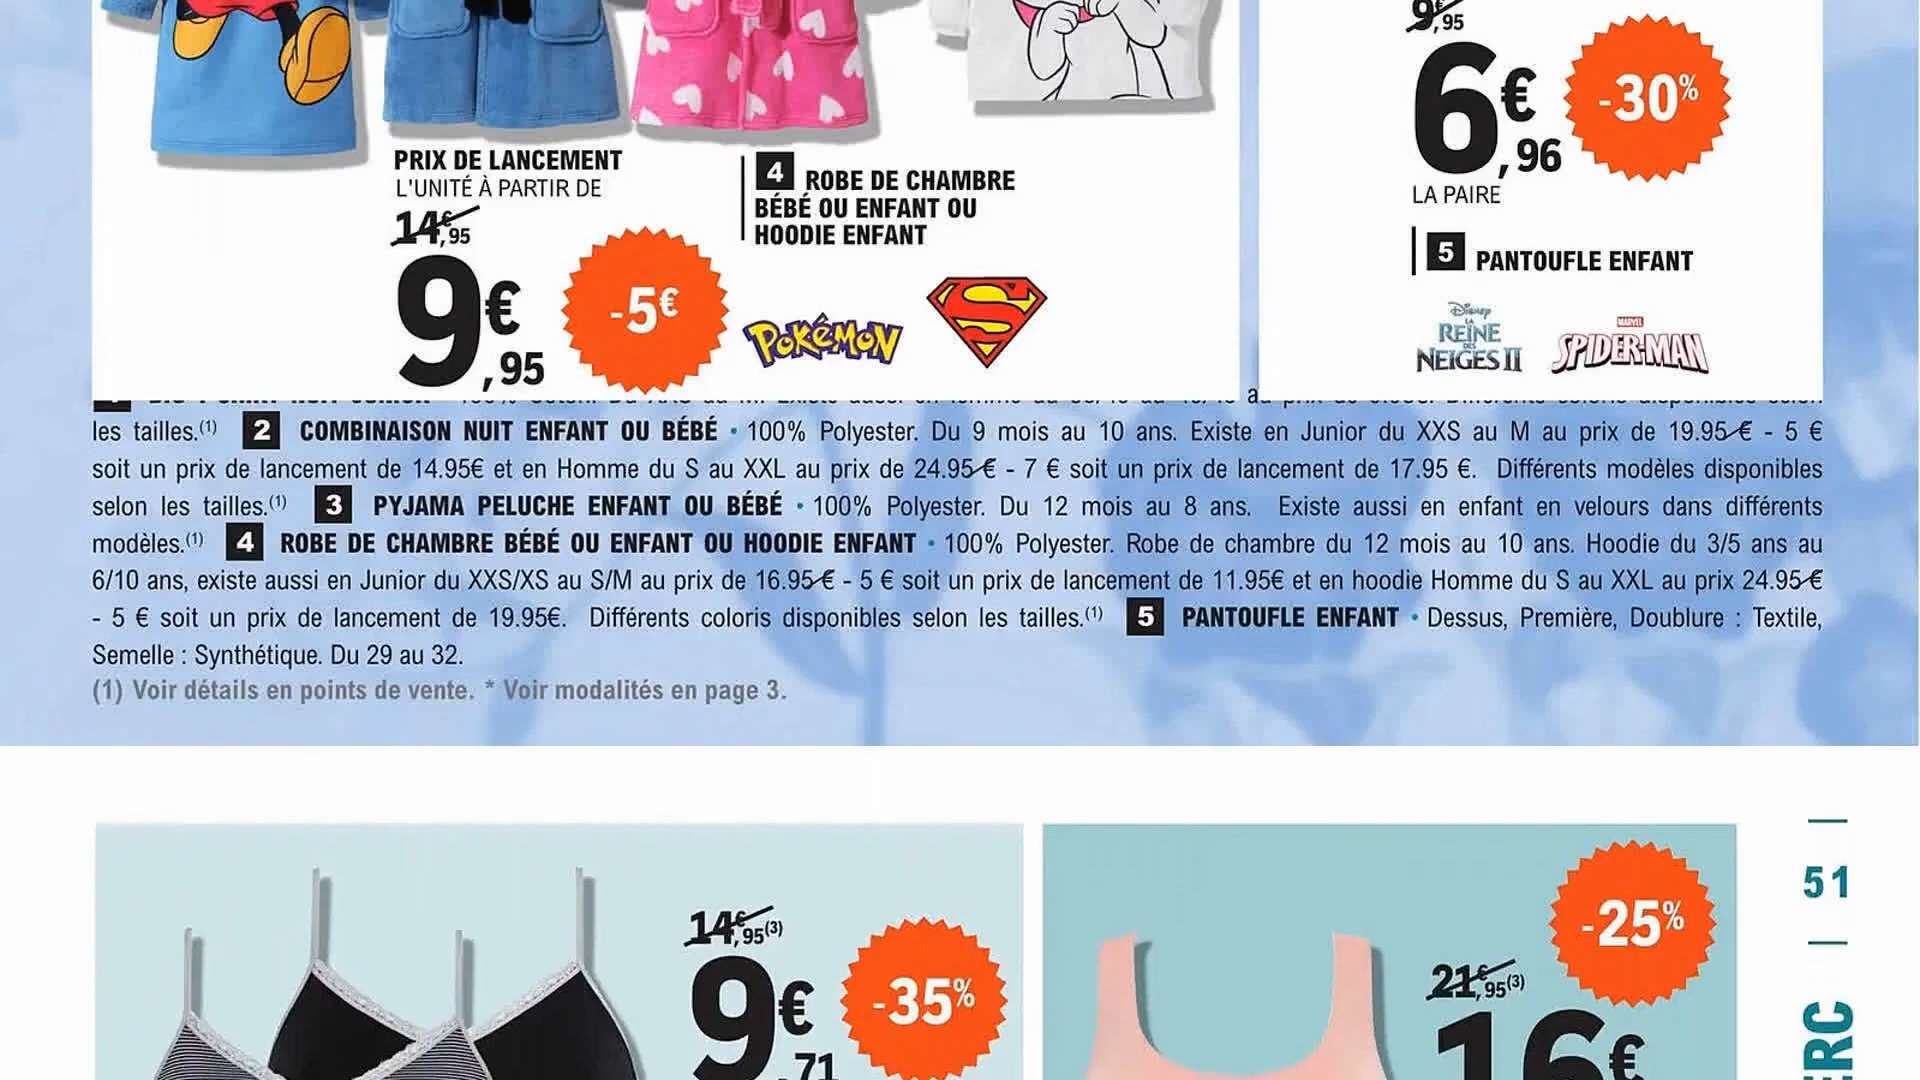 PRIX DE LANCEMENT
L'UNITÉ À PARTIR DE
14€,95
9€,95
-5€
4 ROBE DE CHAMBRE
BÉBÉ OU ENFANT OU
HOODIE ENFANT
POKÉMON
S
9€,95
6€,96
-30%
LA PAIRE
5 PANTOUFLE ENFANT
Disney
LA
REINE
DES
NEIGES II
MARVEL
SPIDER-MAN
les tailles.(1) 2 COMBINAISON NUIT ENFANT OU BÉBÉ • 100% Polyester. Du 9 mois au 10 ans. Existe en Junior du XXS au M au prix de 19.95 € - 5 €
soit un prix de lancement de 14.95€ et en Homme du S au XXL au prix de 24.95 € - 7 € soit un prix de lancement de 17.95 €. Différents modèles disponibles
selon les tailles.(1) 3 PYJAMA PELUCHE ENFANT OU BÉBÉ • 100% Polyester. Du 12 mois au 8 ans. Existe aussi en enfant en velours dans différents
modèles.(1) 4 ROBE DE CHAMBRE BÉBÉ OU ENFANT OU HOODIE ENFANT • 100% Polyester. Robe de chambre du 12 mois au 10 ans. Hoodie du 3/5 ans au
6/10 ans, existe aussi en Junior du XXS/XS au S/M au prix de 16.95 € - 5 € soit un prix de lancement de 11.95€ et en hoodie Homme du S au XXL au prix 24.95 €
- 5 € soit un prix de lancement de 19.95€. Différents coloris disponibles selon les tailles.(1) 5 PANTOUFLE ENFANT • Dessus, Première, Doublure : Textile,
Semelle : Synthétique. Du 29 au 32.
(1) Voir détails en points de vente. * Voir modalités en page 3.
14€,95(3)
9€,71
-35%
21€,95(3)
16€
-25%
51